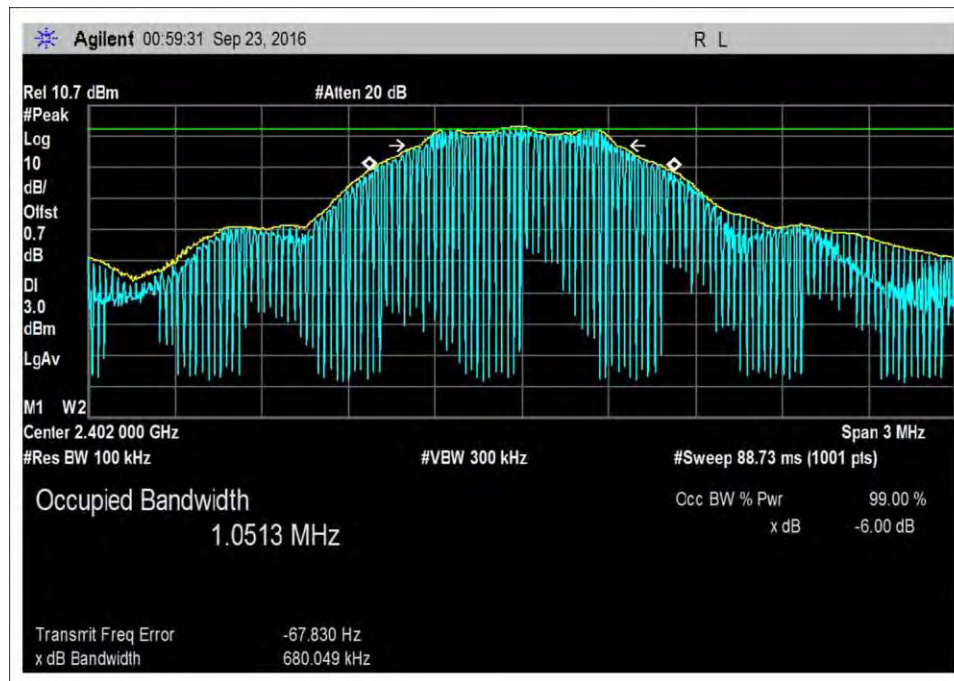 Agilent 00:59:31 Sep 23, 2016 R L
Rel 10.7 dBm #Atten 20 dB
#Peak
Log
10
dB/
Offst
0.7
dB
DI
3.0
dBm
LgAv
M1 W2
Center 2.402 000 GHz Span 3 MHz
#Res BW 100 kHz #VBW 300 kHz #Sweep 88.73 ms (1001 pts)
Occupied Bandwidth
1.0513 MHz
Occ BW % Pwr 99.00 %
x dB -6.00 dB
Transmit Freq Error -67.830 Hz
x dB Bandwidth 680.049 kHz